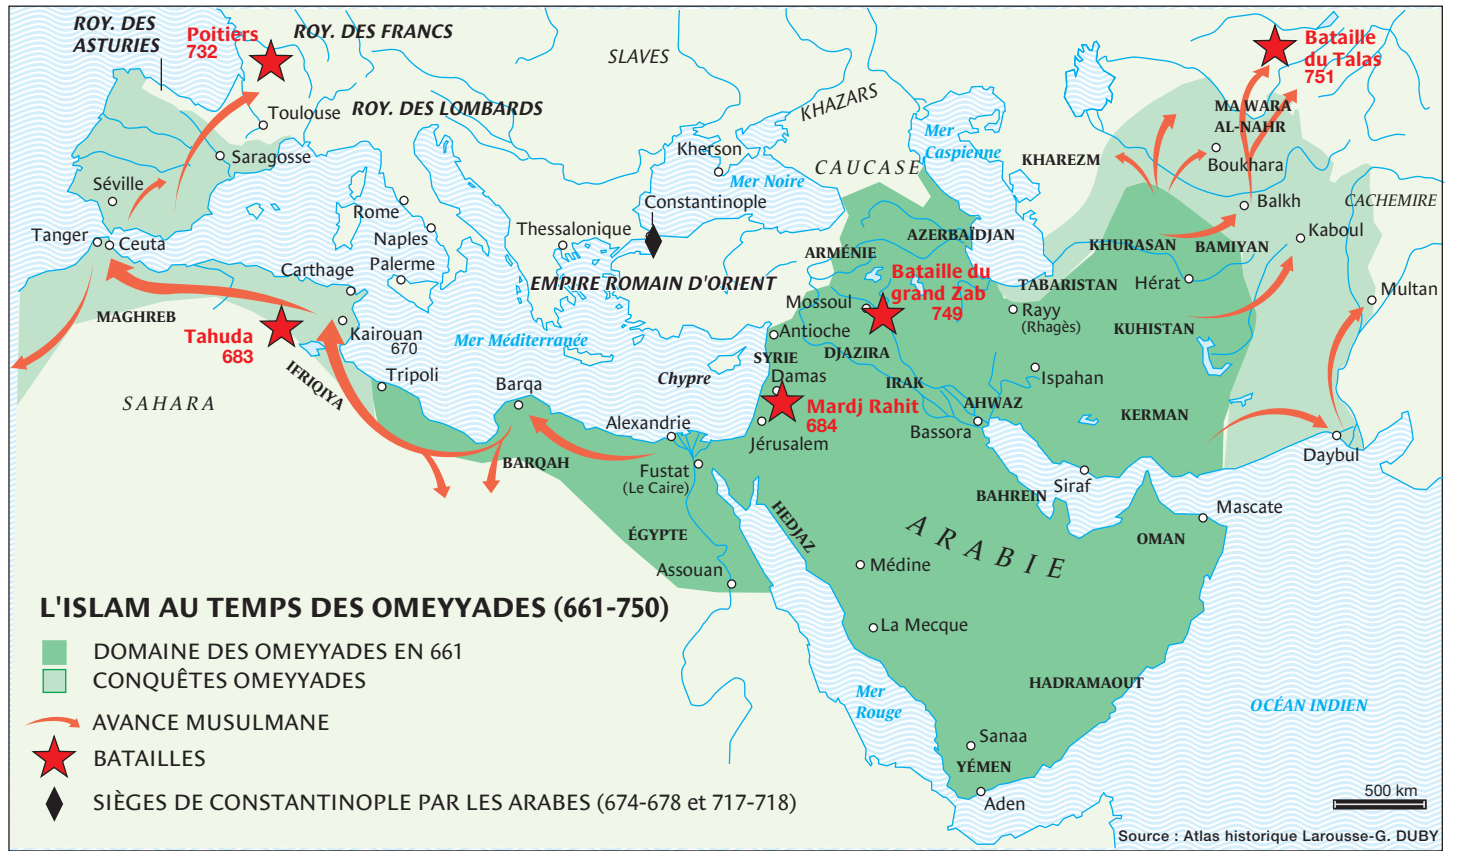 ROY. DES
ASTURIES
Poitiers
732
ROY. DES FRANCS
SLAVES
Bataille
du Talas
751
Toulouse
ROY. DES LOMBARDS
KHAZARS
MA WARA
AL-NAHR
Mer
Caspienne
Saragosse
Kherson
CAUCASE
KHAREZM
Boukhara
Séville
Mer Noire
Rome
Constantinople
Balkh
CACHEMIRE
Tanger
Ceuta
Naples
Thessalonique
AZERBAÏDJAN
KHURASAN
BAMIYAN
Kaboul
Carthage
Palerme
EMPIRE ROMAIN D'ORIENT
ARMÉNIE
Bataille du
grand Zab
749
TABARISTAN
Hérat
Multan
MAGHREB
Tahuda
683
Kairouan
670
Mer Méditerranée
Mossoul
Antioche
Rayy
(Rhagès)
KUHISTAN
SYRIE
DJAZIRA
IFRIQIYA
Tripoli
Barqa
Chypre
Damas
IRAK
Ispahan
SAHARA
Mardj Rahit
684
AHWAZ
KERMAN
Alexandrie
Jérusalem
Bassora
Daybul
BARQAH
Fustat
(Le Caire)
Siraf
BAHREIN
HEDJAZ
Mascate
ÉGYPTE
ARABIE
OMAN
Assouan
Médine
L'ISLAM AU TEMPS DES OMEYYADES (661-750)
La Mecque
DOMAINE DES OMEYYADES EN 661
CONQUÊTES OMEYYADES
HADRAMAOUT
Mer
Rouge
OCÉAN INDIEN
AVANCE MUSULMANE
Sanaa
BATAILLES
YÉMEN
SIÈGES DE CONSTANTINOPLE PAR LES ARABES (674-678 et 717-718)
Aden
500 km
Source : Atlas historique Larousse-G. DUBY